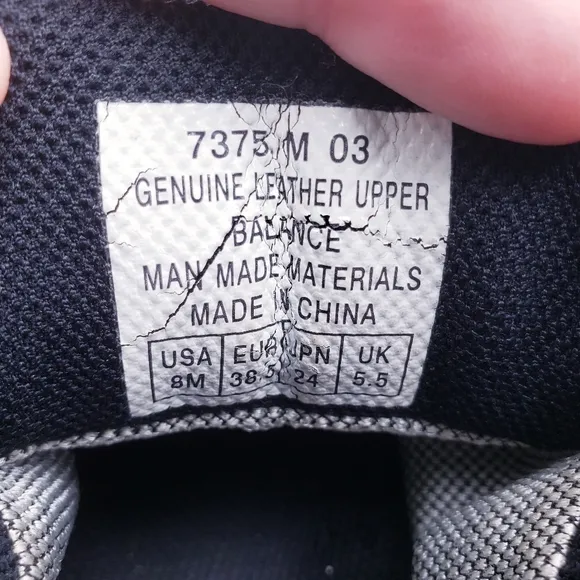 7375 M 03
GENUINE LEATHER UPPER
BALANCE
MAN MADE MATERIALS
MADE IN CHINA
USA EUR JPN UK
8M 38.5 24 5.5